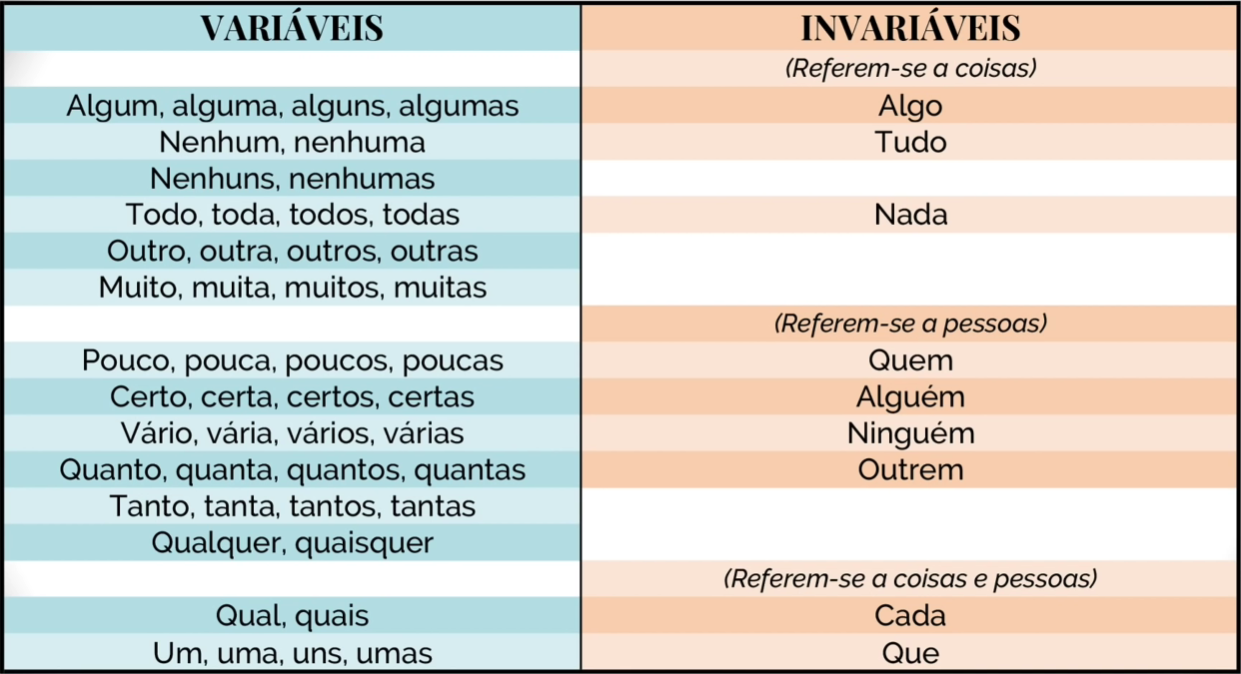 VARIÁVEIS INVARIÁVEIS
(Referem-se a coisas)
Algum, alguma, alguns, algumas Algo
Nenhum, nenhuma Tudo
Nenhuns, nenhumas
Todo, toda, todos, todas Nada
Outro, outra, outros, outras
Muito, muita, muitos, muitas
(Referem-se a pessoas)
Pouco, pouca, poucos, poucas Quem
Certo, certa, certos, certas Alguém
Vário, vária, vários, várias Ninguém
Quanto, quanta, quantos, quantas Outrem
Tanto, tanta, tantos, tantas
Qualquer, quaisquer
(Referem-se a coisas e pessoas)
Qual, quais Cada
Um, uma, uns, umas Que